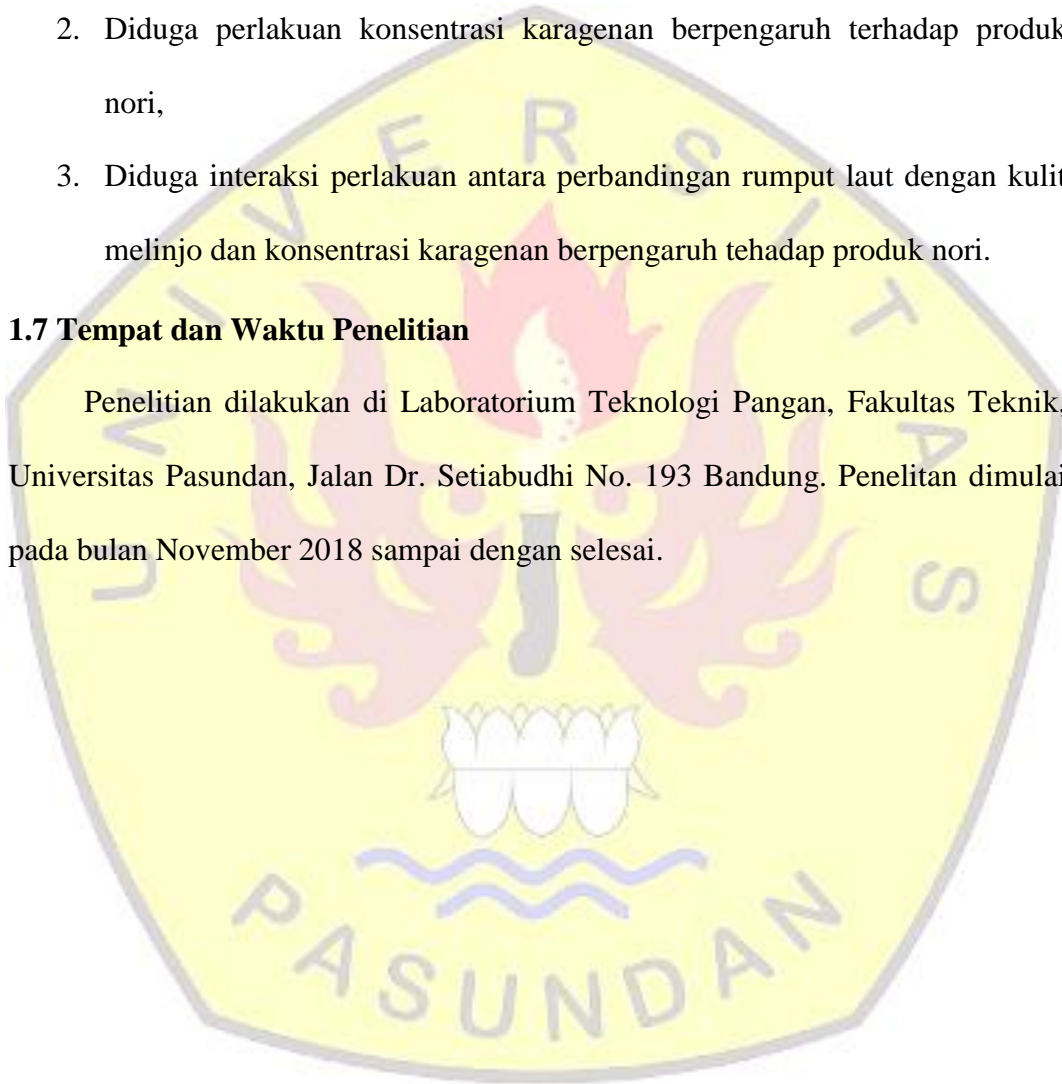 2. Diduga perlakuan konsentrasi karagenan berpengaruh terhadap produk
nori,
3. Diduga interaksi perlakuan antara perbandingan rumput laut dengan kulit
melinjo dan konsentrasi karagenan berpengaruh tehadap produk nori.
1.7 Tempat dan Waktu Penelitian
Penelitian dilakukan di Laboratorium Teknologi Pangan, Fakultas Teknik,
Universitas Pasundan, Jalan Dr. Setiabudhi No. 193 Bandung. Penelitan dimulai
pada bulan November 2018 sampai dengan selesai.
UNIVERSITAS
PASUNDAN